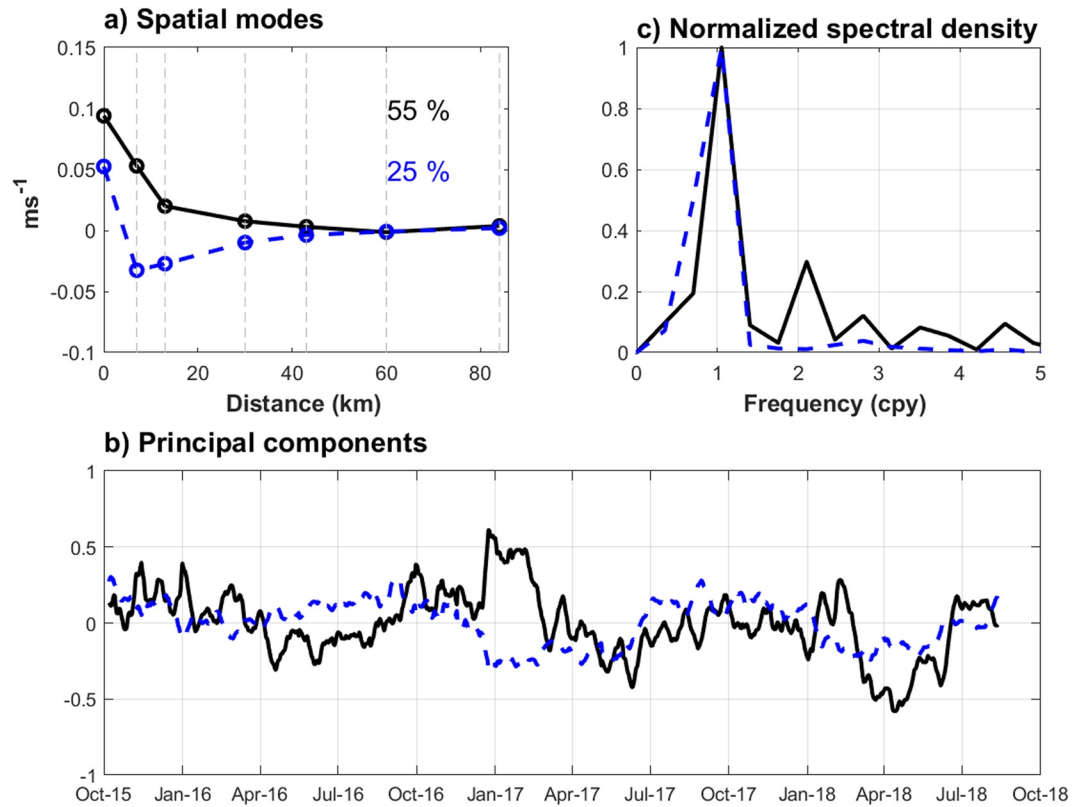 a) Spatial modes
0.15
0.1
0.05
0
-0.05
-0.1
ms⁻¹
55 %
25 %
0 20 40 60 80
Distance (km)
c) Normalized spectral density
1
0.8
0.6
0.4
0.2
0
0 1 2 3 4 5
Frequency (cpy)
b) Principal components
1
0.5
0
-0.5
-1
Oct-15 Jan-16 Apr-16 Jul-16 Oct-16 Jan-17 Apr-17 Jul-17 Oct-17 Jan-18 Apr-18 Jul-18 Oct-18